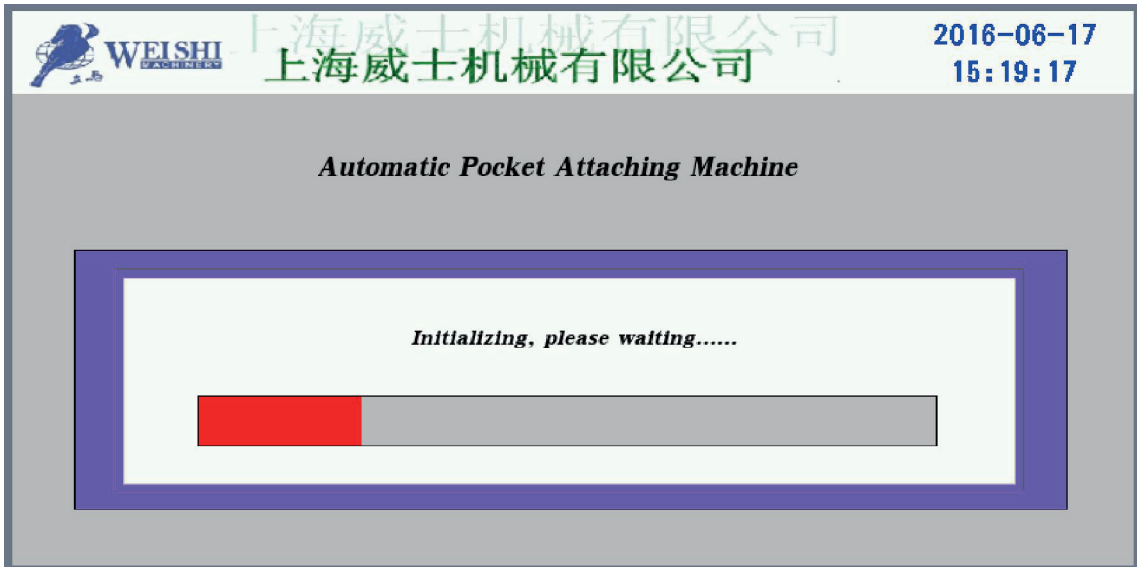 WEISHI
MACHINERY
上海威士机械有限公司
上海威士机械有限公司
2016-06-17
15:19:17
Automatic Pocket Attaching Machine
Initializing, please waiting......